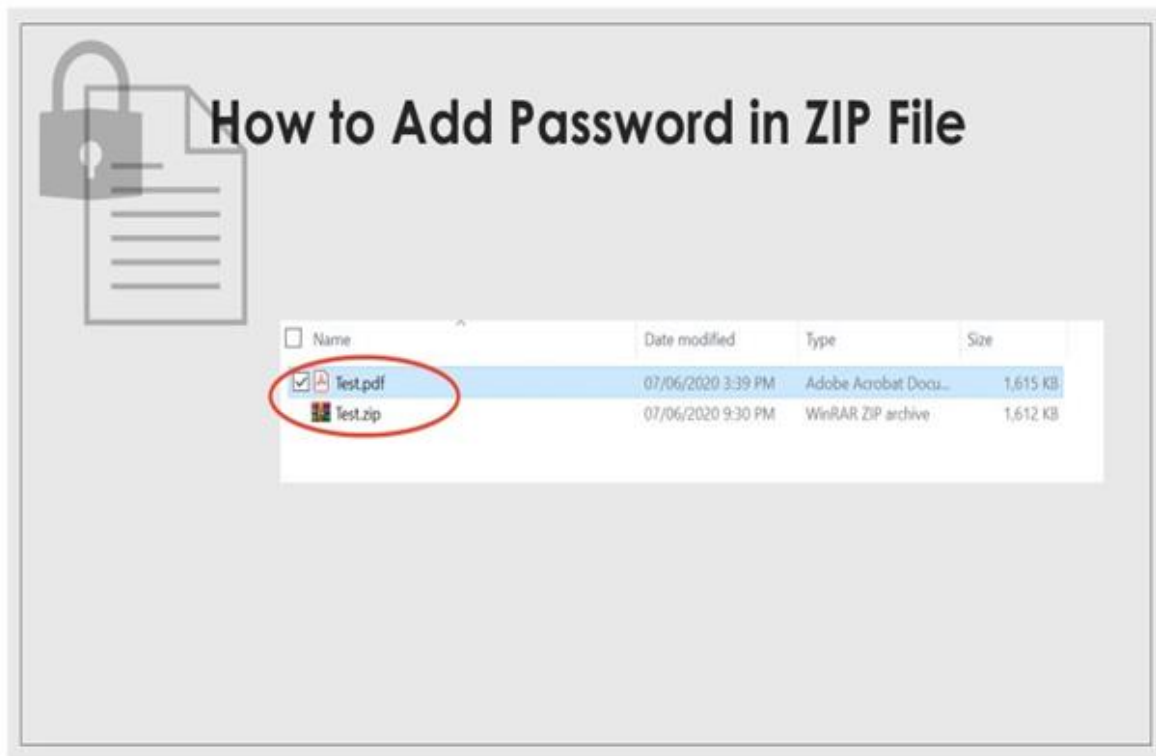 How to Add Password in ZIP File
Name Date modified Type Size
Test.pdf 07/06/2020 3:39 PM Adobe Acrobat Docu... 1,615 KB
Test.zip 07/06/2020 9:30 PM WinRAR ZIP archive 1,612 KB